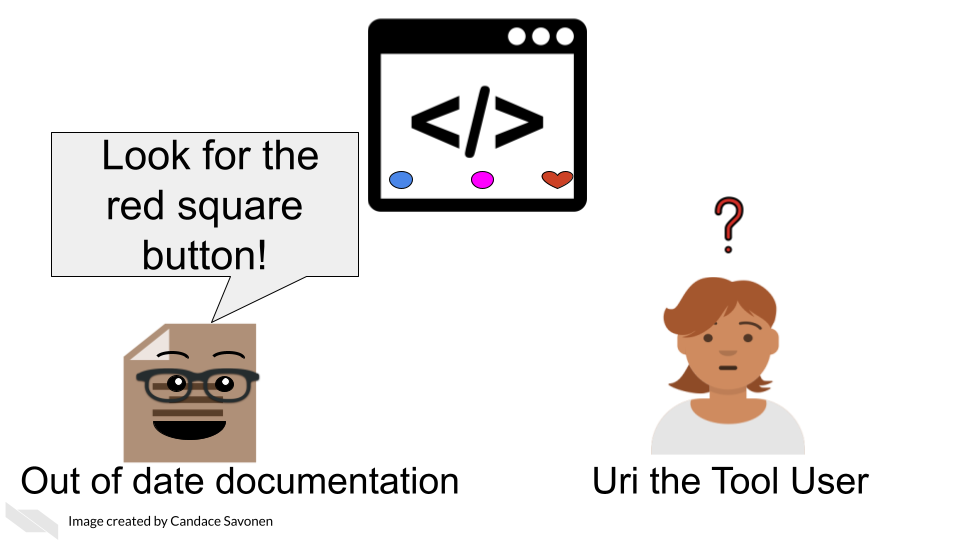 Look for the
red square
button!
</>
?
Out of date documentation
Uri the Tool User
Image created by Candace Savonen